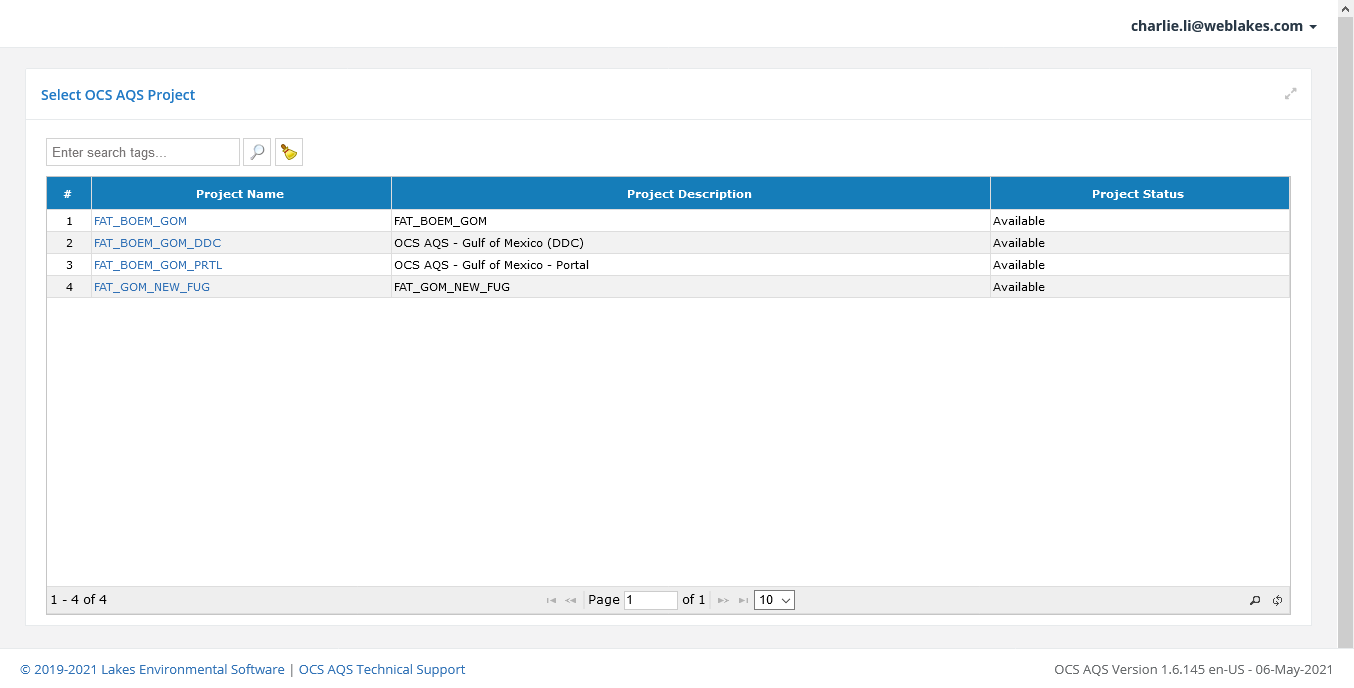 charlie.li@weblakes.com
Select OCS AQS Project
Enter search tags...
# Project Name Project Description Project Status
1 FAT_BOEM_GOM FAT_BOEM_GOM Available
2 FAT_BOEM_GOM_DDC OCS AQS - Gulf of Mexico (DDC) Available
3 FAT_BOEM_GOM_PRTL OCS AQS - Gulf of Mexico - Portal Available
4 FAT_GOM_NEW_FUG FAT_GOM_NEW_FUG Available
1 - 4 of 4 Page 1 of 1 10
© 2019-2021 Lakes Environmental Software | OCS AQS Technical Support OCS AQS Version 1.6.145 en-US - 06-May-2021